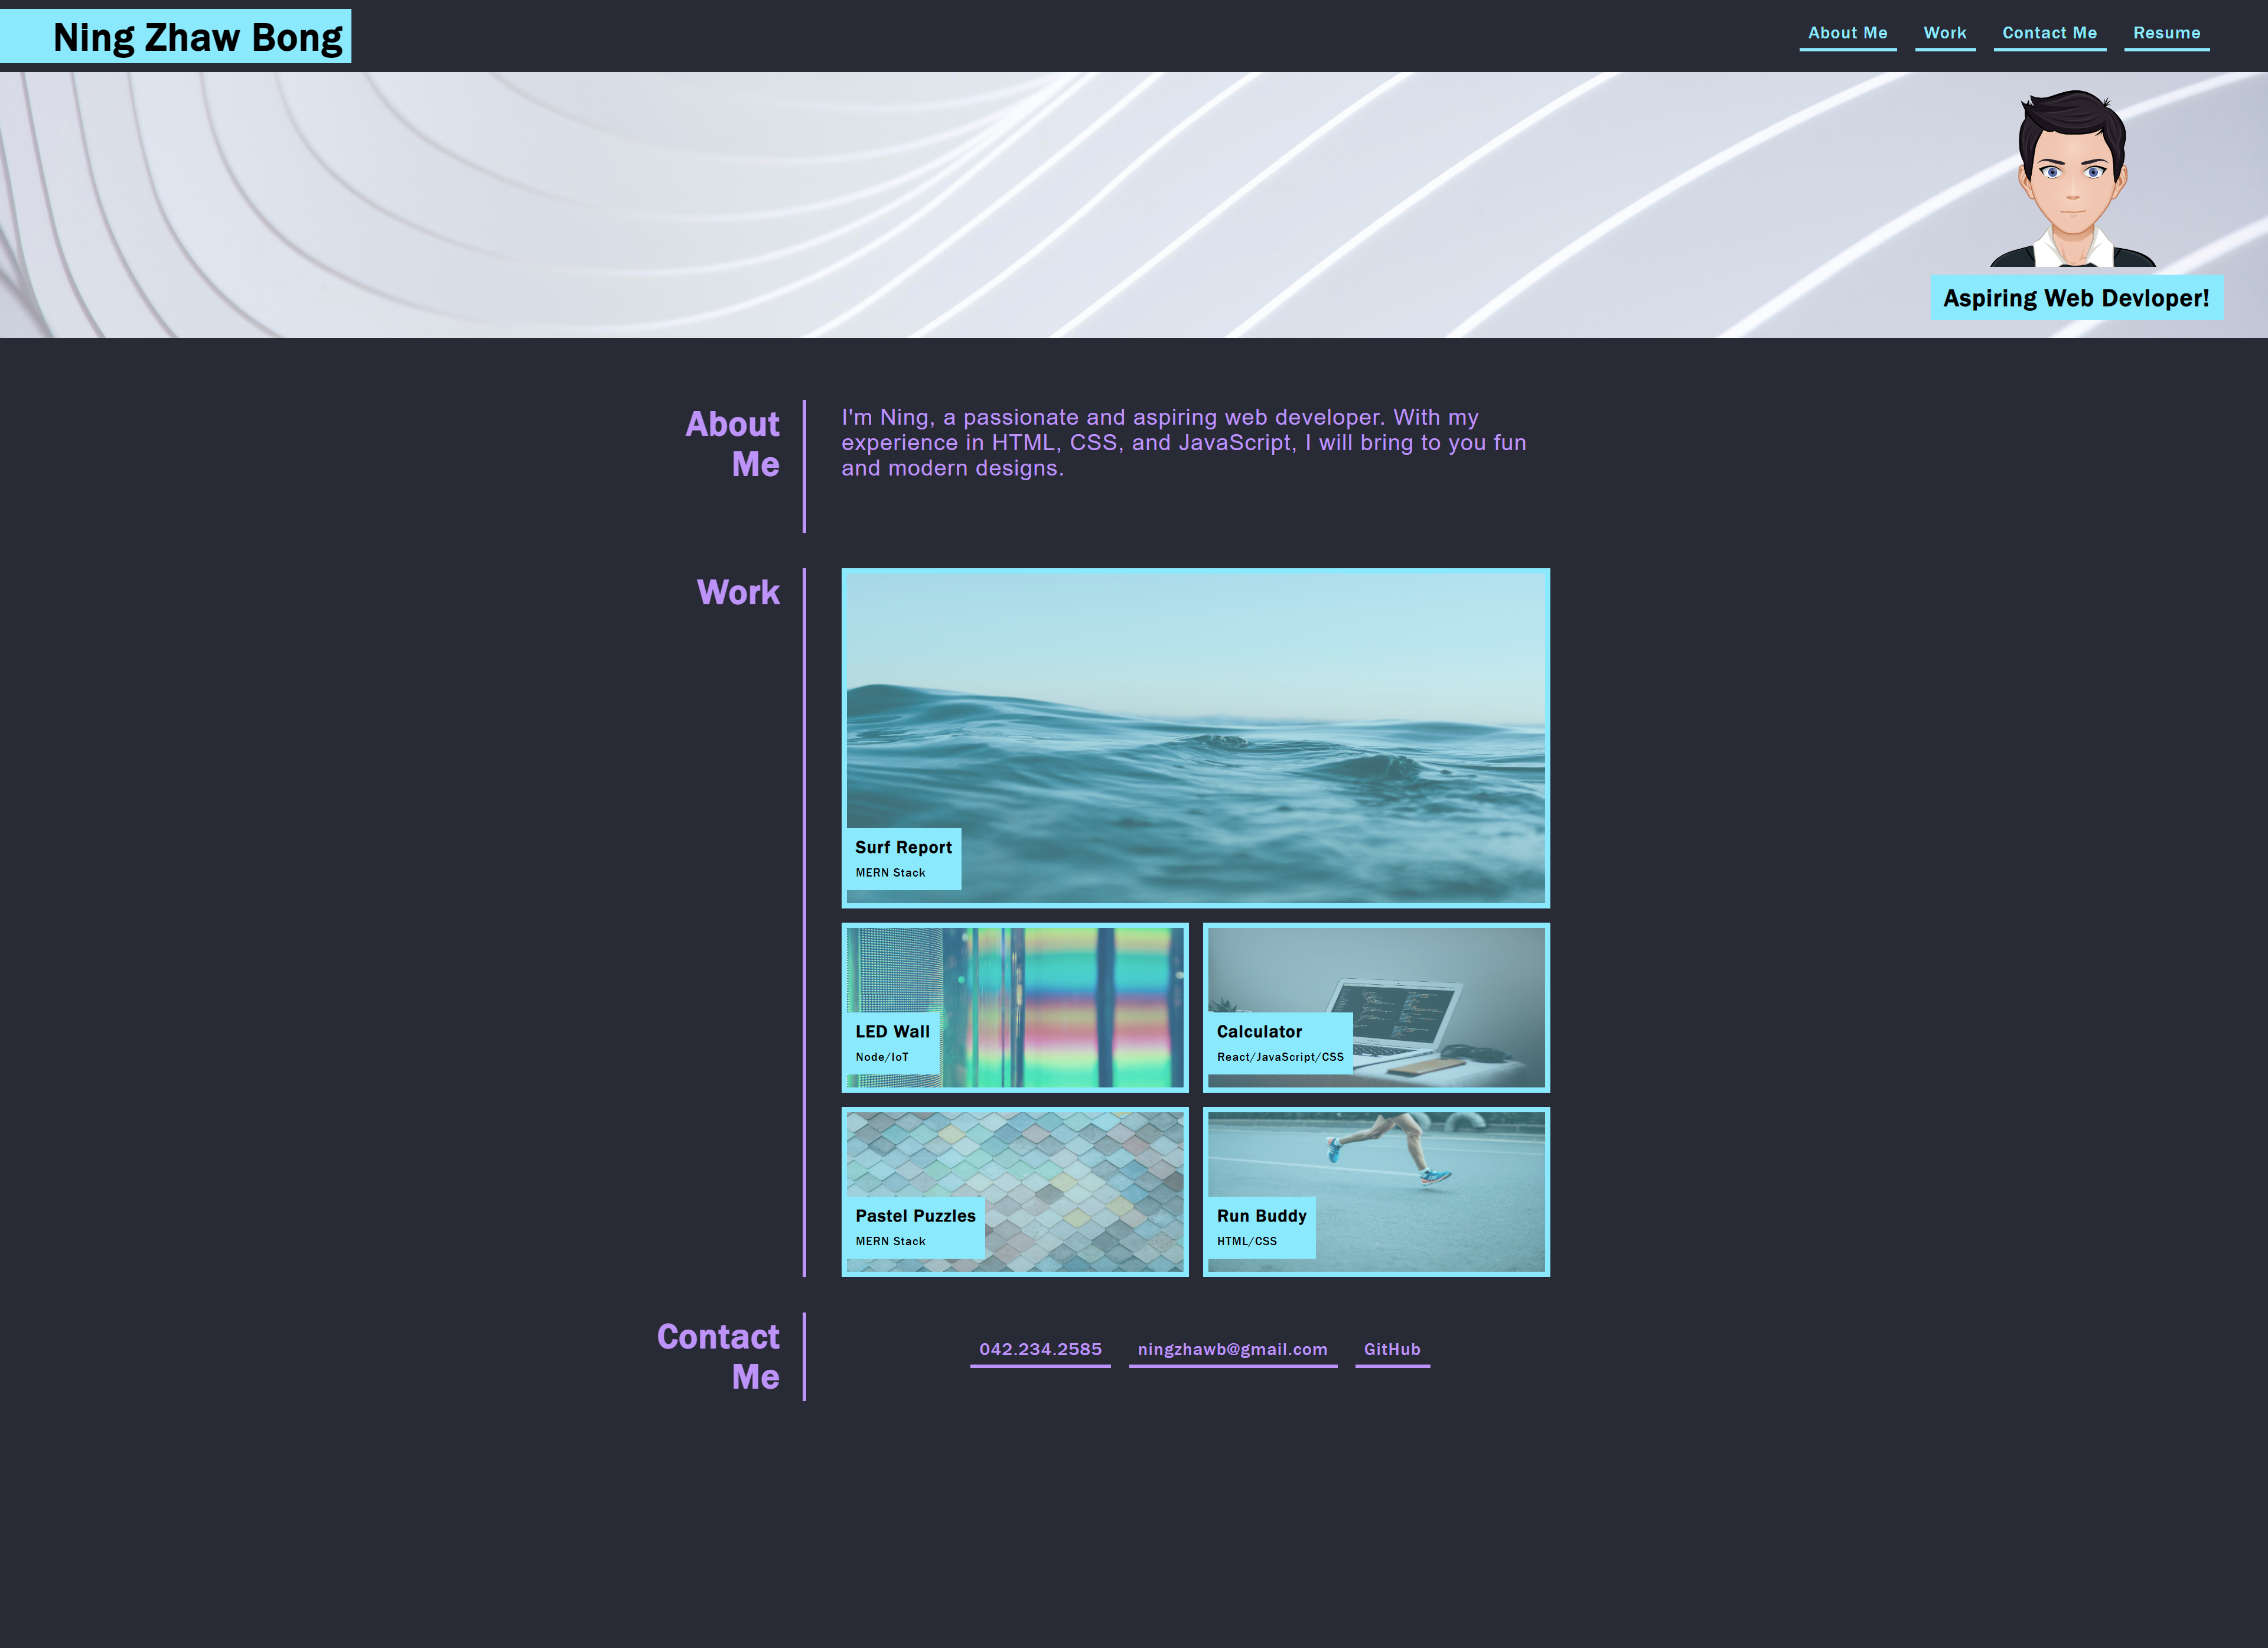 Ning Zhaw Bong
About Me
Work
Contact Me
Resume
Aspiring Web Devloper!
About
Me
I'm Ning, a passionate and aspiring web developer. With my
experience in HTML, CSS, and JavaScript, I will bring to you fun
and modern designs.
Work
Surf Report
MERN Stack
LED Wall
Node/IoT
Calculator
React/JavaScript/CSS
Pastel Puzzles
MERN Stack
Run Buddy
HTML/CSS
Contact
Me
042.234.2585
ningzhawb@gmail.com
GitHub